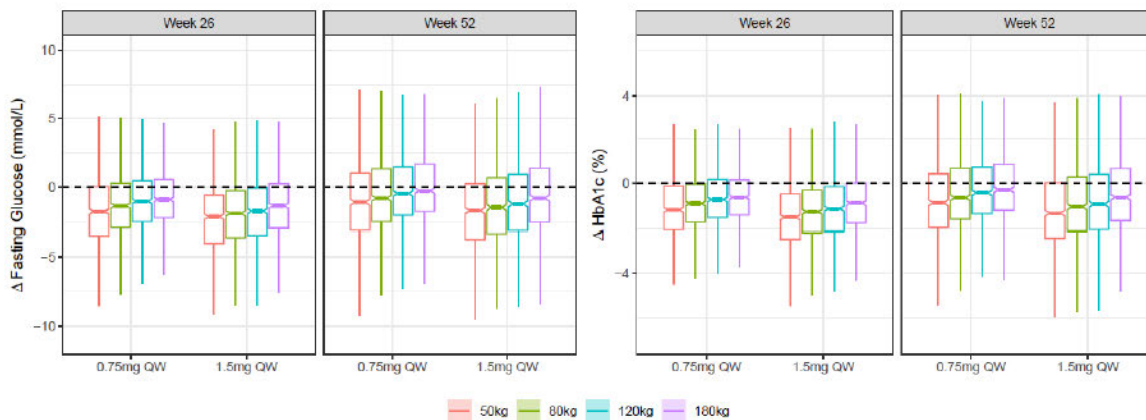 Week 26
Week 52
Week 26
Week 52
Δ Fasting Glucose (mmol/L)
10
5
0
−5
−10
0.75mg QW
1.5mg QW
0.75mg QW
1.5mg QW
Δ HbA1c (%)
4
0
−4
0.75mg QW
1.5mg QW
0.75mg QW
1.5mg QW
50kg 80kg 120kg 180kg